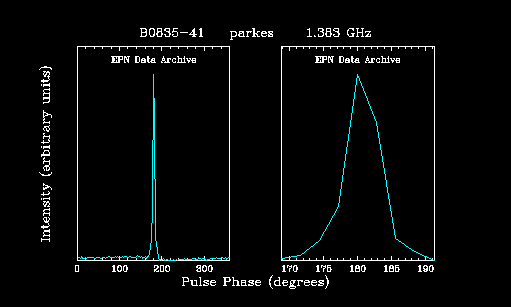 B0835-41 parkes 1.383 GHz
EPN Data Archive
EPN Data Archive
Intensity (arbitrary units)
0 100 200 300
170 175 180 185 190
Pulse Phase (degrees)